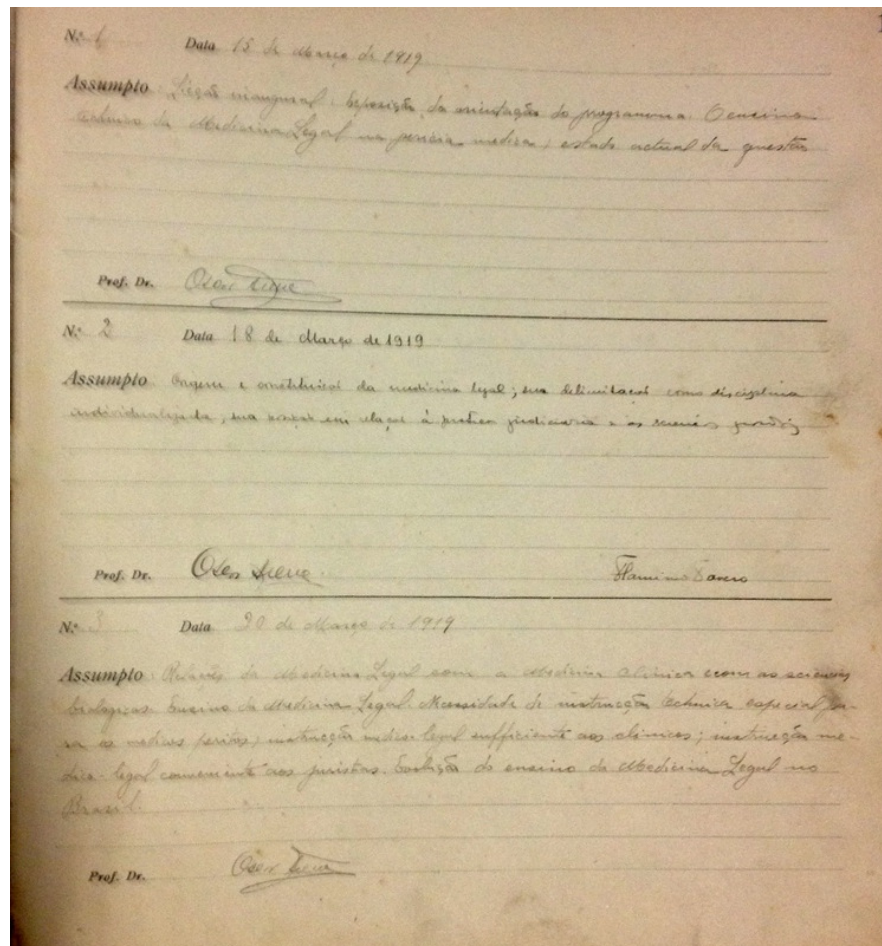 1
N.º 1 Data 15 de Março de 1919
Assumpto: Lição inaugural. Exposição da orientação do programma. O ensino
technico da Medicina Legal na pericia medica; estado actual da questão
Prof. Dr. Oscar Freire
N.º 2 Data 18 de Março de 1919
Assumpto: Origem e constituição da medicina legal; sua delimitação como disciplina
individualizada; sua em relação á pratica judiciaria e as
Prof. Dr. Oscar Freire Flaminio Favero
N.º 3 Data 20 de Março de 1919
Assumpto: Relações da Medicina Legal com a Medicina Clinica e com as sciencias
biologicas. Ensino da Medicina Legal. Necessidade de instrucção technica especial pa-
ra os medicos peritos; instrucção medico-legal sufficiente aos clinicos; instrucção me-
dico-legal conveniente aos juristas. Evolução do ensino da Medicina Legal no
Brasil.
Prof. Dr. Oscar Freire